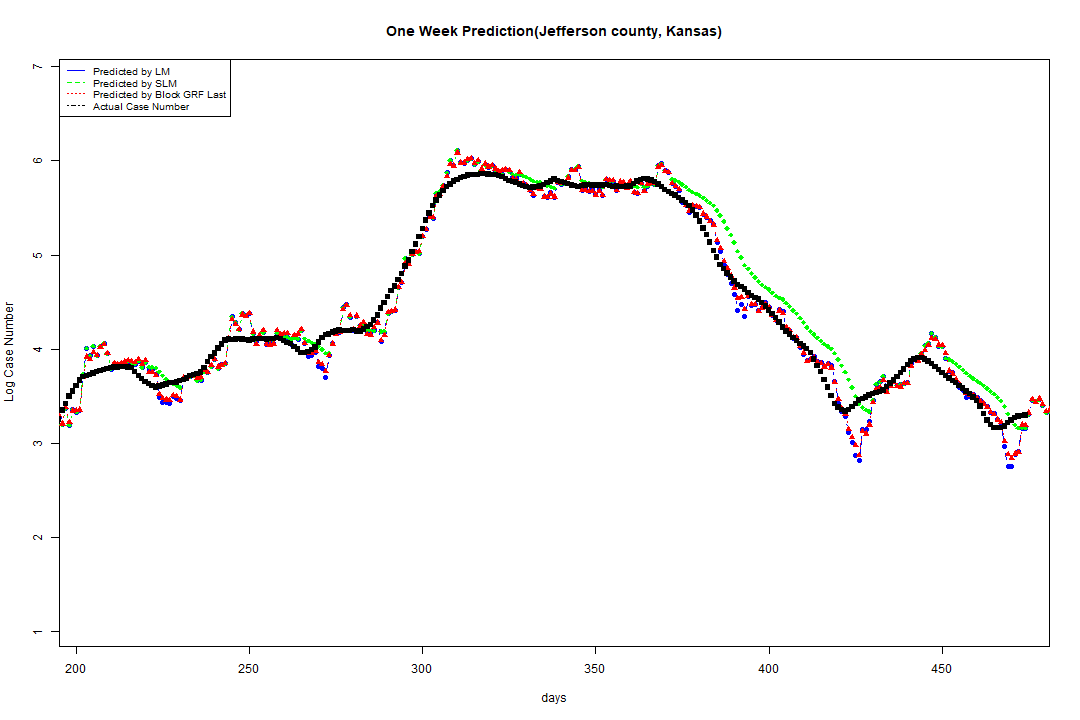 One Week Prediction(Jefferson county, Kansas)
Predicted by LM
Predicted by SLM
Predicted by Block GRF Last
Actual Case Number
7
6
5
4
3
2
1
Log Case Number
200 250 300 350 400 450
days